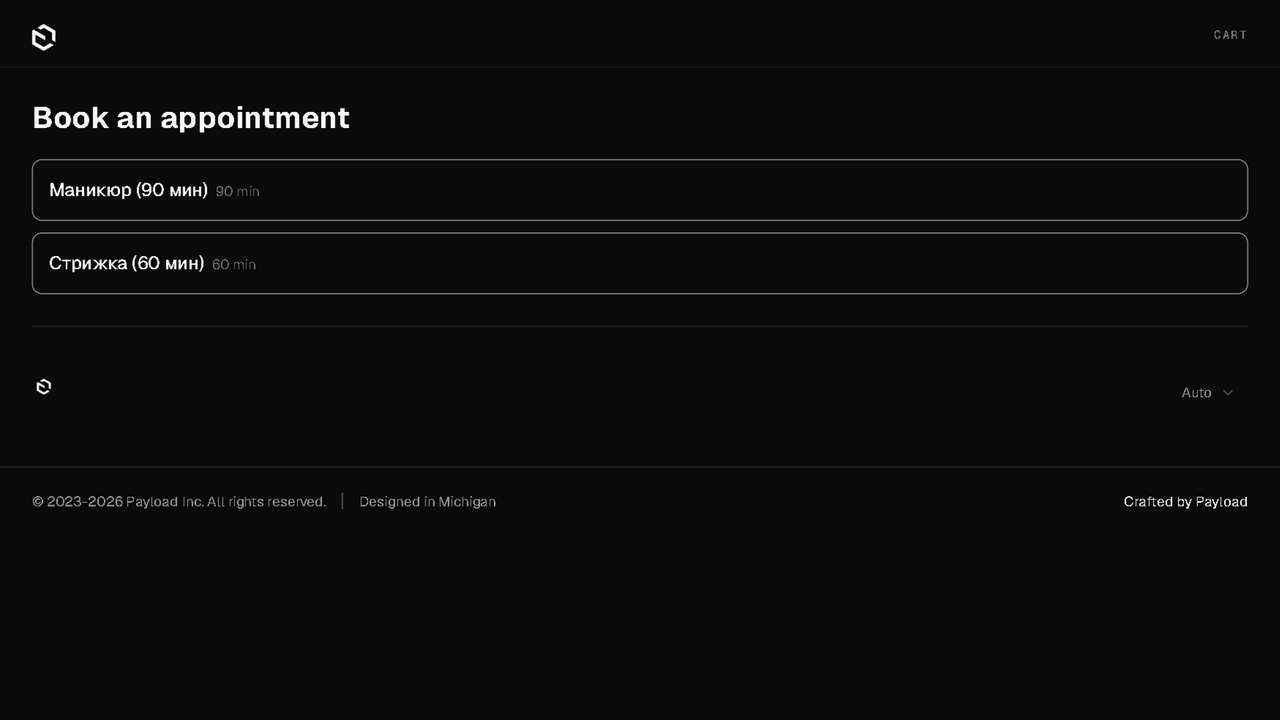 CART
Book an appointment
Маникюр (90 мин) 90 min
Стрижка (60 мин) 60 min
Auto
© 2023-2026 Payload Inc. All rights reserved. | Designed in Michigan
Crafted by Payload